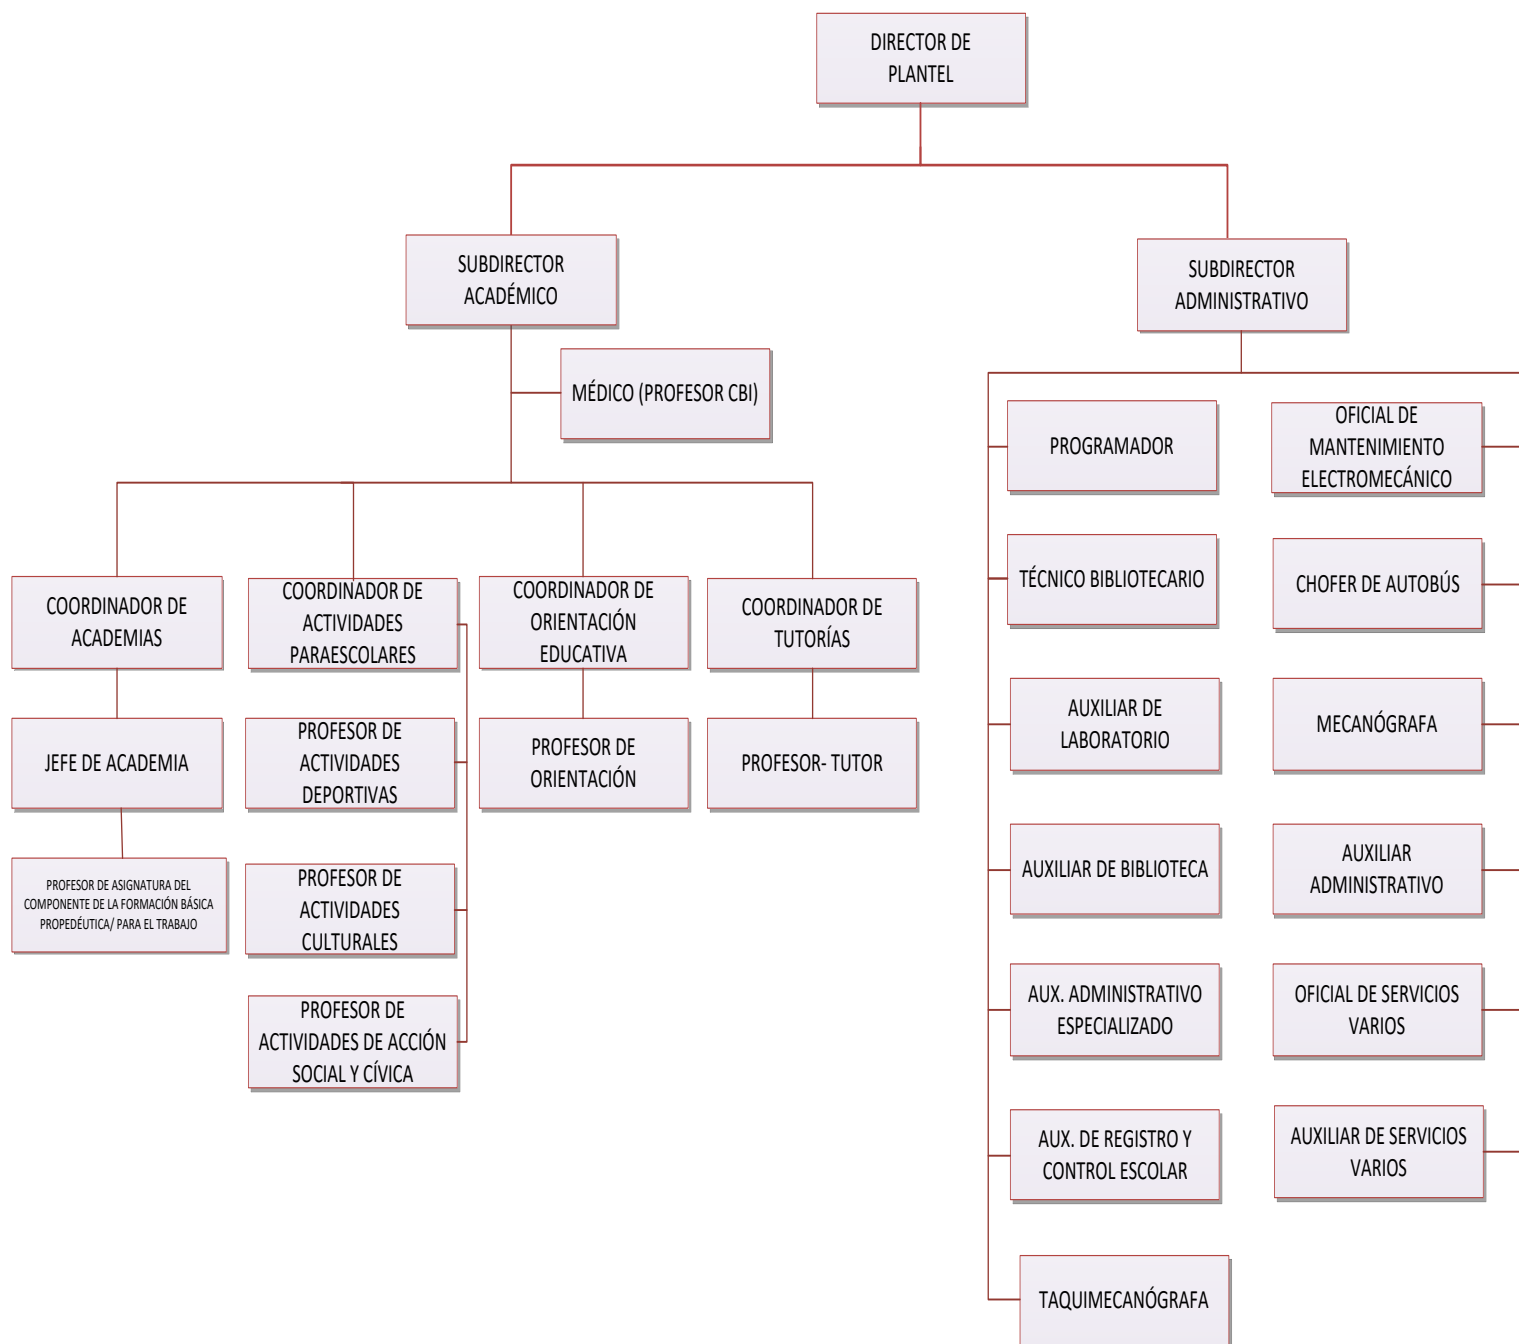 DIRECTOR DE
PLANTEL
SUBDIRECTOR
ACADÉMICO
SUBDIRECTOR
ADMINISTRATIVO
MÉDICO (PROFESOR CBI)
COORDINADOR DE
ACADEMIAS
COORDINADOR DE
ACTIVIDADES
PARAESCOLARES
COORDINADOR DE
ORIENTACIÓN
EDUCATIVA
COORDINADOR DE
TUTORÍAS
JEFE DE ACADEMIA
PROFESOR DE
ACTIVIDADES
DEPORTIVAS
PROFESOR DE
ORIENTACIÓN
PROFESOR- TUTOR
PROFESOR DE ASIGNATURA DEL
COMPONENTE DE LA FORMACIÓN BÁSICA
PROPEDÉUTICA/ PARA EL TRABAJO
PROFESOR DE
ACTIVIDADES
CULTURALES
PROFESOR DE
ACTIVIDADES DE ACCIÓN
SOCIAL Y CÍVICA
PROGRAMADOR
OFICIAL DE
MANTENIMIENTO
ELECTROMECÁNICO
TÉCNICO BIBLIOTECARIO
CHOFER DE AUTOBÚS
AUXILIAR DE
LABORATORIO
MECANÓGRAFA
AUXILIAR DE BIBLIOTECA
AUXILIAR
ADMINISTRATIVO
AUX. ADMINISTRATIVO
ESPECIALIZADO
OFICIAL DE SERVICIOS
VARIOS
AUX. DE REGISTRO Y
CONTROL ESCOLAR
AUXILIAR DE SERVICIOS
VARIOS
TAQUIMECANÓGRAFA